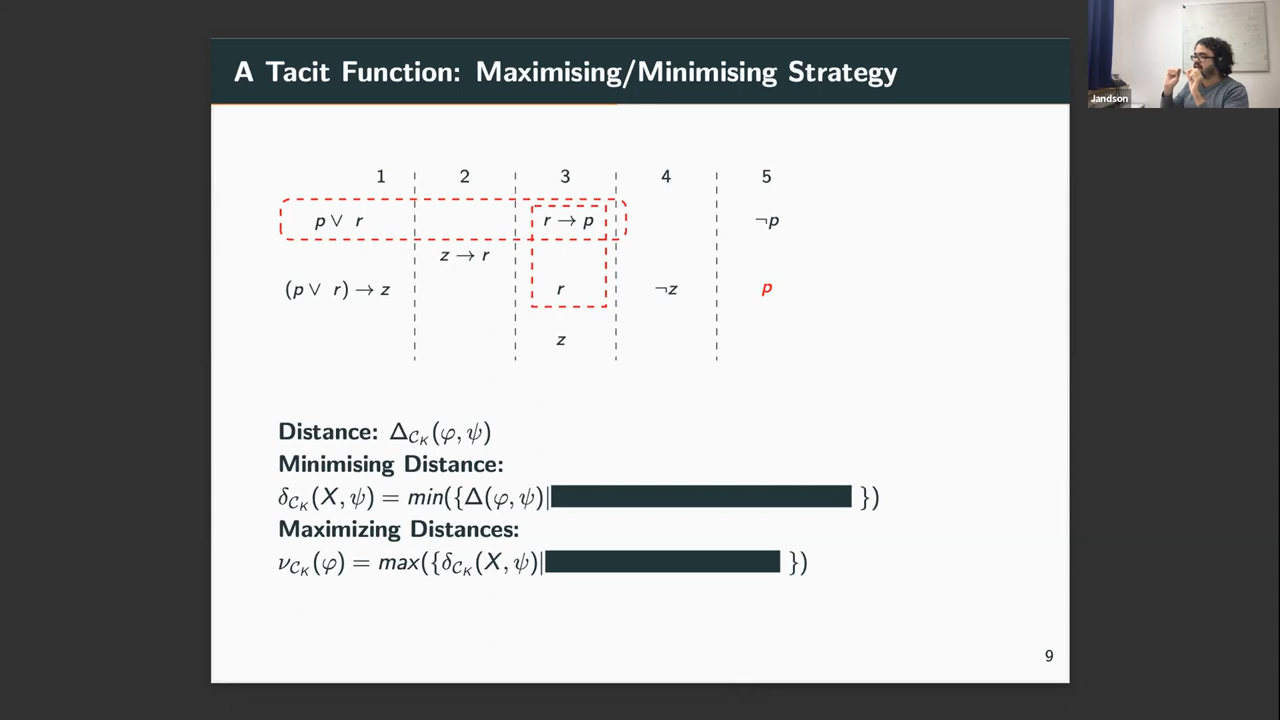 A Tacit Function: Maximising/Minimising Strategy
Jandson
1 2 3 4 5
p ∨ r r → p ¬p
z → r
(p ∨ r) → z r ¬z p
z
Distance: Δ_{𝒞_K}(φ, ψ)
Minimising Distance:
δ_{𝒞_K}(X, ψ) = min({Δ(φ, ψ)| })
Maximizing Distances:
ν_{𝒞_K}(φ) = max({δ_{𝒞_K}(X, ψ)| })
9